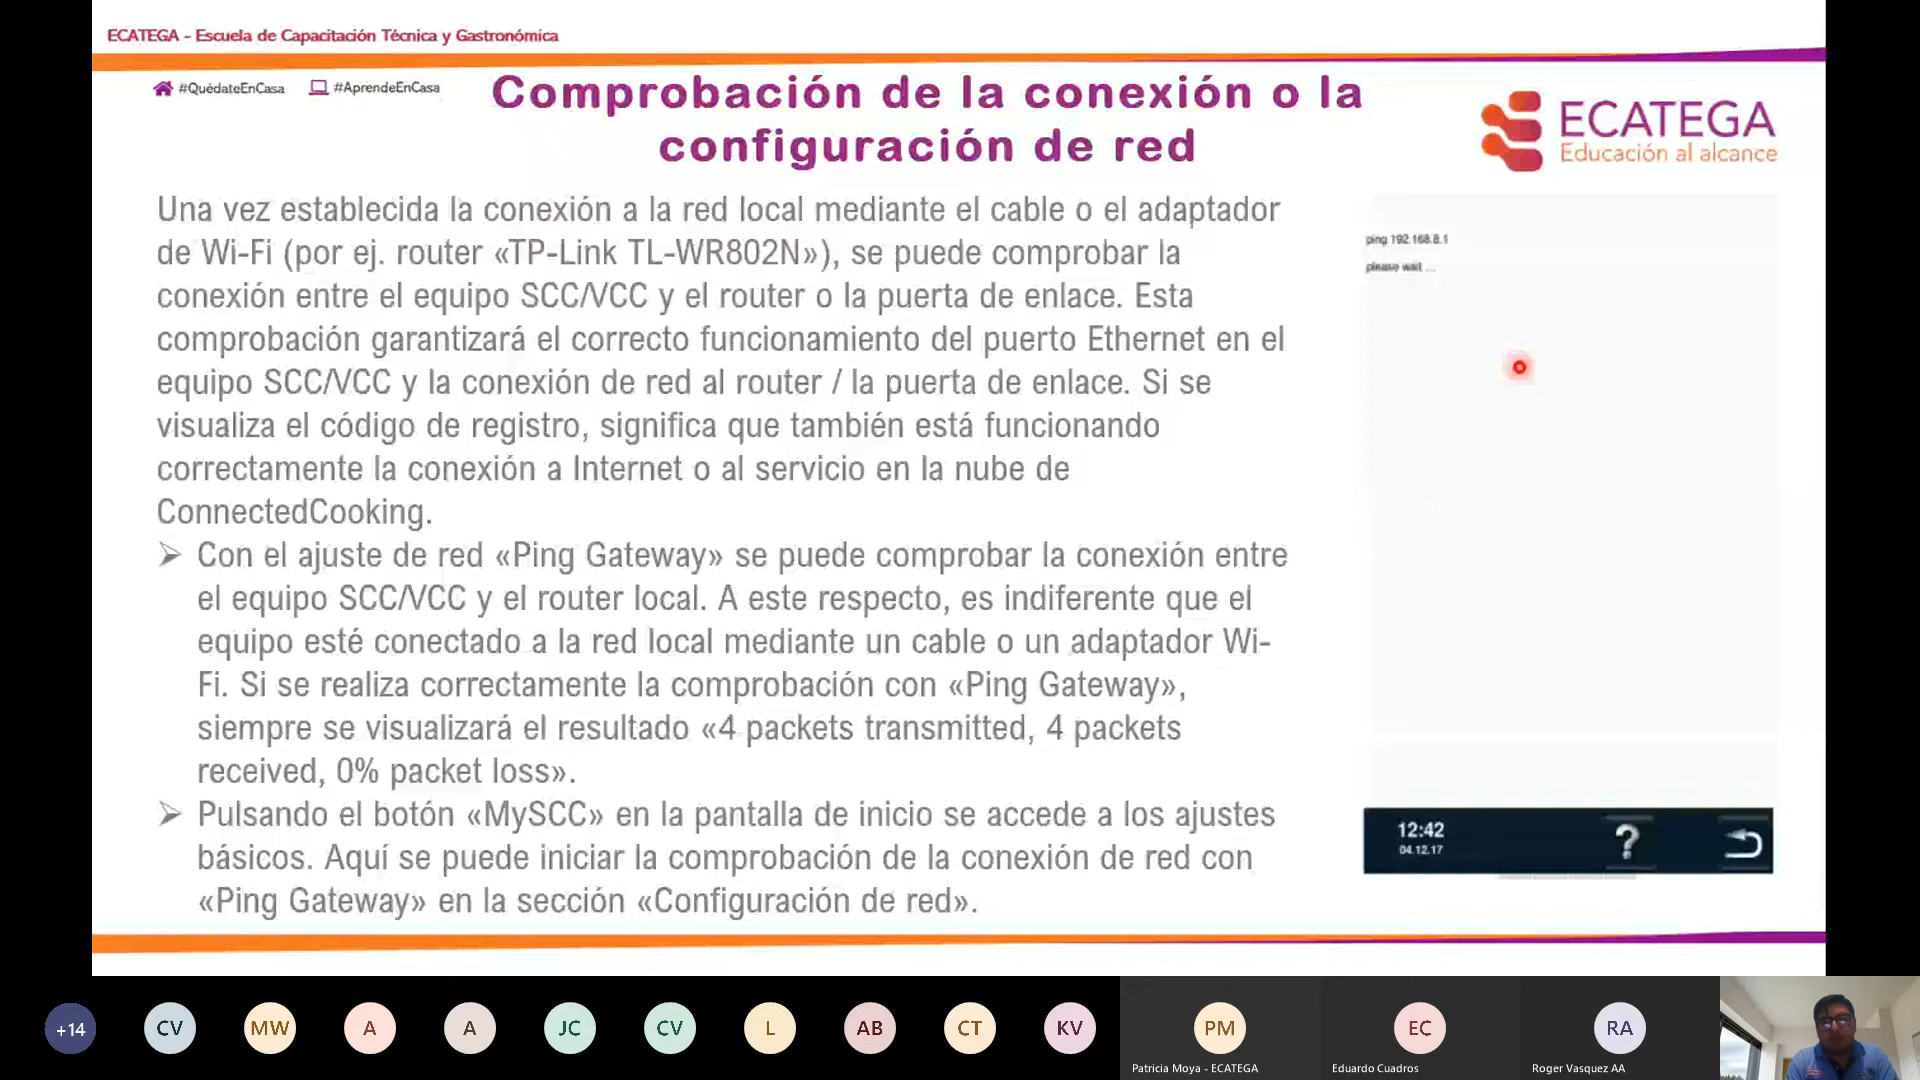 ECATEGA - Escuela de Capacitación Técnica y Gastronómica
#QuédateEnCasa #AprendeEnCasa
Comprobación de la conexión o la
configuración de red
ECATEGA
Educación al alcance
Una vez establecida la conexión a la red local mediante el cable o el adaptador
de Wi-Fi (por ej. router «TP-Link TL-WR802N»), se puede comprobar la
conexión entre el equipo SCC/VCC y el router o la puerta de enlace. Esta
comprobación garantizará el correcto funcionamiento del puerto Ethernet en el
equipo SCC/VCC y la conexión de red al router / la puerta de enlace. Si se
visualiza el código de registro, significa que también está funcionando
correctamente la conexión a Internet o al servicio en la nube de
ConnectedCooking.
➢ Con el ajuste de red «Ping Gateway» se puede comprobar la conexión entre
el equipo SCC/VCC y el router local. A este respecto, es indiferente que el
equipo esté conectado a la red local mediante un cable o un adaptador Wi-
Fi. Si se realiza correctamente la comprobación con «Ping Gateway»,
siempre se visualizará el resultado «4 packets transmitted, 4 packets
received, 0% packet loss».
➢ Pulsando el botón «MySCC» en la pantalla de inicio se accede a los ajustes
básicos. Aquí se puede iniciar la comprobación de la conexión de red con
«Ping Gateway» en la sección «Configuración de red».
ping 192.168.8.1
please wait ...
12:42
04.12.17
?
+14 CV MW A A JC CV L AB CT KV PM EC RA
Patricia Moya - ECATEGA Eduardo Cuadros Roger Vasquez AA